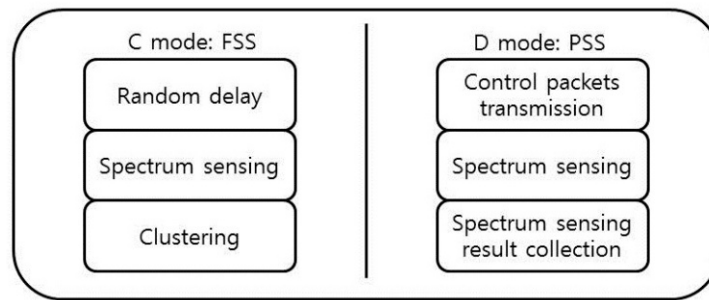 C mode: FSS
Random delay
Spectrum sensing
Clustering
D mode: PSS
Control packets
transmission
Spectrum sensing
Spectrum sensing
result collection